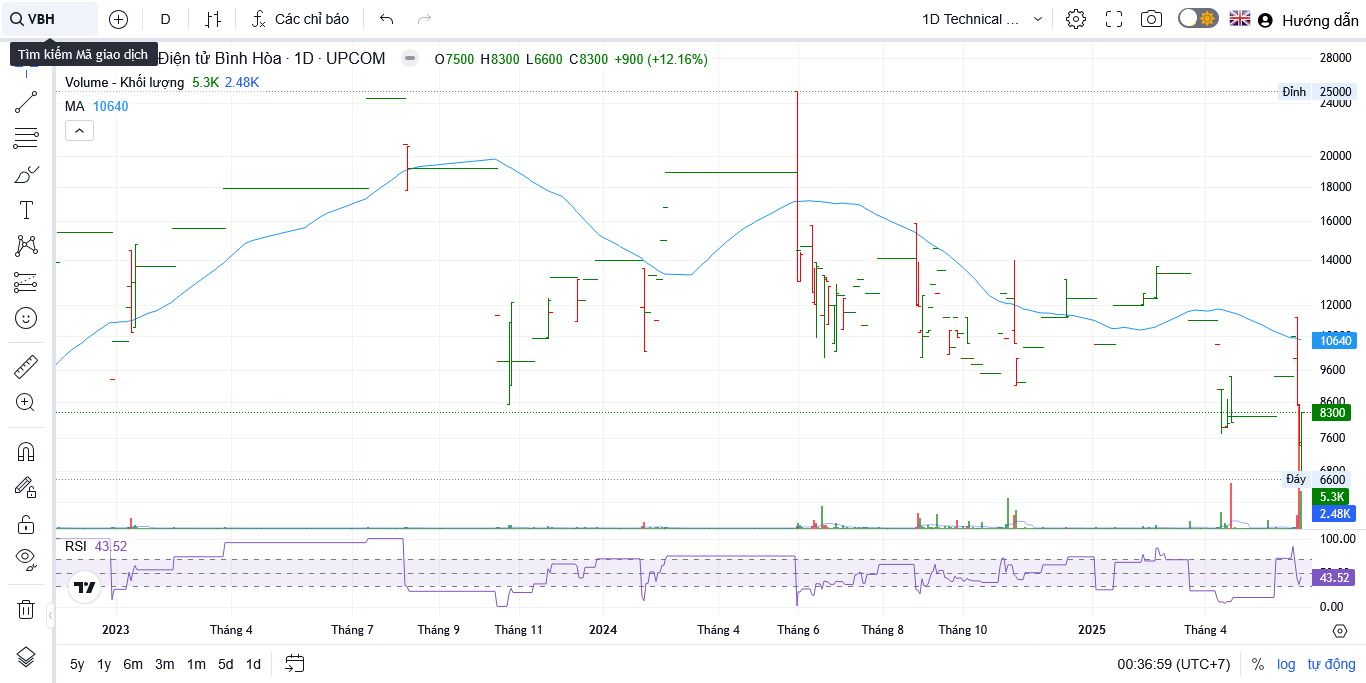 VBH
D
Các chỉ báo
1D Technical ...
Hướng dẫn
Tìm kiếm Mã giao dịch
Điện tử Bình Hòa · 1D · UPCOM
O7500 H8300 L6600 C8300 +900 (+12.16%)
Volume - Khối lượng 5.3K 2.48K
MA 10640
28000
Đỉnh 25000
24000
20000
18000
16000
14000
12000
10640
9600
8600
8300
7600
6800
Đáy 6600
5.3K
2.48K
RSI 43.52
100.00
43.52
0.00
2023 Tháng 4 Tháng 7 Tháng 9 Tháng 11 2024 Tháng 4 Tháng 6 Tháng 8 Tháng 10 2025 Tháng 4
5y 1y 6m 3m 1m 5d 1d
00:36:59 (UTC+7) % log tự động